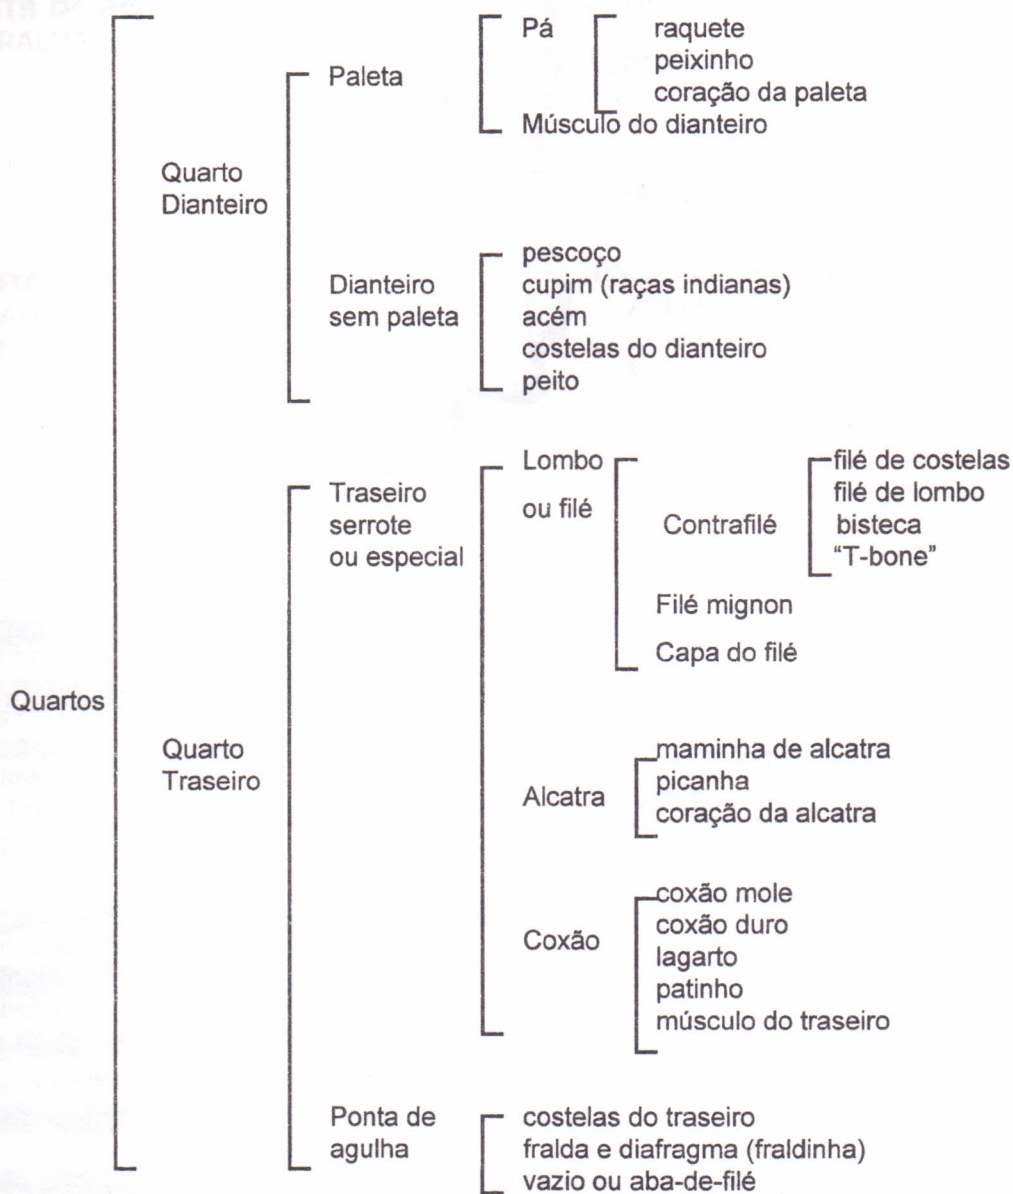 Quartos
Quarto
Dianteiro
Paleta
Pá
raquete
peixinho
coração da paleta
Músculo do dianteiro
Dianteiro
sem paleta
pescoço
cupim (raças indianas)
acém
costelas do dianteiro
peito
Quarto
Traseiro
Traseiro
serrote
ou especial
Lombo
ou filé
Contrafilé
filé de costelas
filé de lombo
bisteca
“T-bone”
Filé mignon
Capa do filé
Alcatra
maminha de alcatra
picanha
coração da alcatra
Coxão
coxão mole
coxão duro
lagarto
patinho
músculo do traseiro
Ponta de
agulha
costelas do traseiro
fralda e diafragma (fraldinha)
vazio ou aba-de-filé